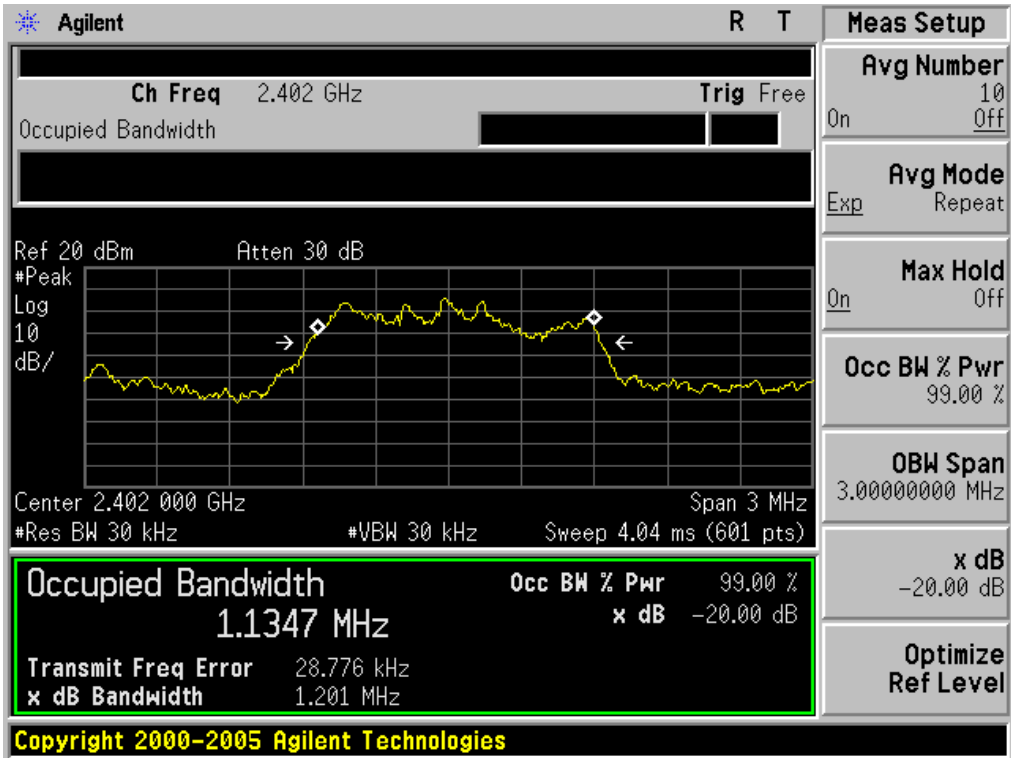 Agilent R T
Ch Freq 2.402 GHz Trig Free
Occupied Bandwidth
Ref 20 dBm Atten 30 dB
#Peak
Log
10
dB/
Center 2.402 000 GHz Span 3 MHz
#Res BW 30 kHz #VBW 30 kHz Sweep 4.04 ms (601 pts)
Occupied Bandwidth Occ BW % Pwr 99.00 %
1.1347 MHz x dB -20.00 dB
Transmit Freq Error 28.776 kHz
x dB Bandwidth 1.201 MHz
Copyright 2000-2005 Agilent Technologies
Meas Setup
Avg Number
10
On Off
Avg Mode
Exp Repeat
Max Hold
On Off
Occ BW % Pwr
99.00 %
OBW Span
3.00000000 MHz
x dB
-20.00 dB
Optimize
Ref Level